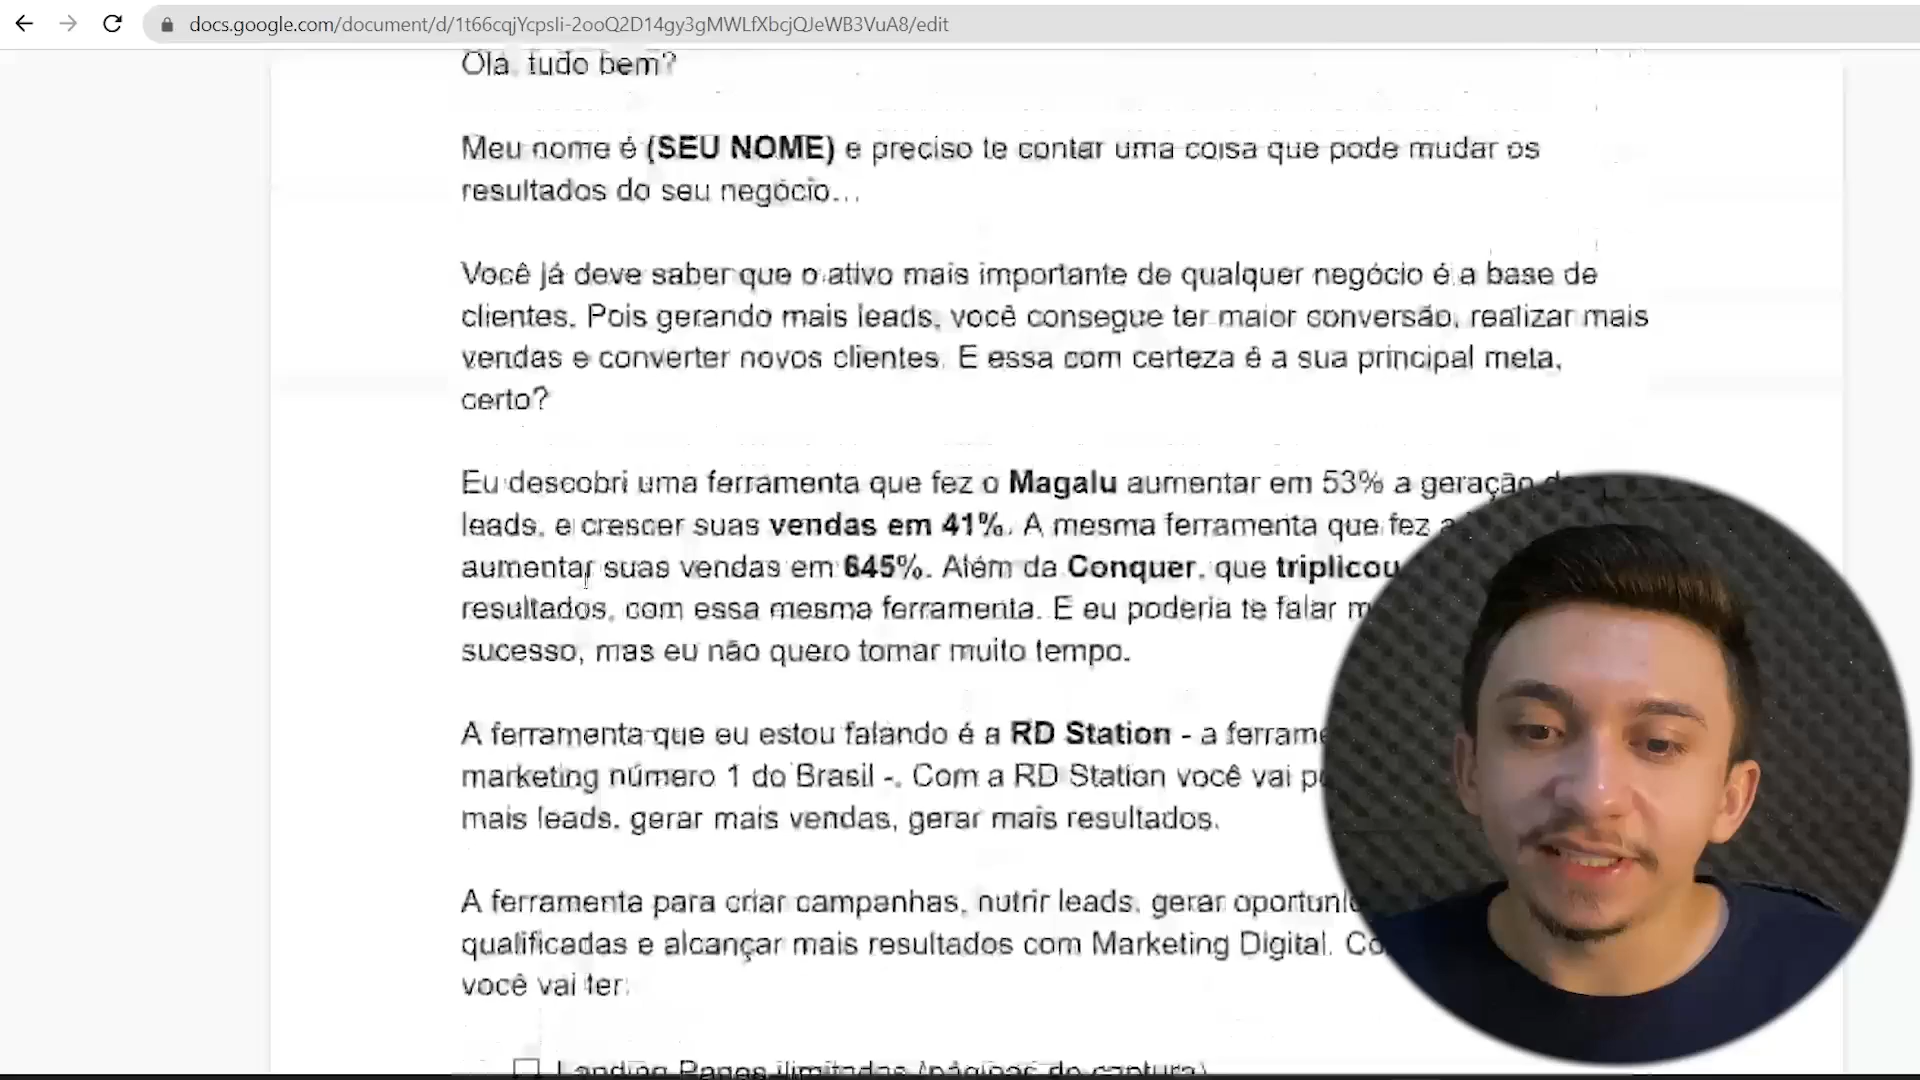 docs.google.com/document/d/1t66cqjYcpsIi-2ooQ2D14gy3gMWLfXbcjQJeWB3VuA8/edit
Olá, tudo bem?
Meu nome é (SEU NOME) e preciso te contar uma coisa que pode mudar os
resultados do seu negócio...
Você já deve saber que o ativo mais importante de qualquer negócio é a base de
clientes. Pois gerando mais leads, você consegue ter maior conversão, realizar mais
vendas e converter novos clientes. E essa com certeza é a sua principal meta,
certo?
Eu descobri uma ferramenta que fez o Magalu aumentar em 53% a geração
leads, e crescer suas vendas em 41%. A mesma ferramenta que fez a
aumentar suas vendas em 645%. Além da Conquer, que triplicou
resultados, com essa mesma ferramenta. E eu poderia te falar
sucesso, mas eu não quero tomar muito tempo.
A ferramenta que eu estou falando é a RD Station - a
marketing número 1 do Brasil -. Com a RD Station você vai
mais leads, gerar mais vendas, gerar mais resultados.
A ferramenta para criar campanhas, nutrir leads, gerar
qualificadas e alcançar mais resultados com Marketing Digital.
você vai ter:
Landing Pages ilimitadas (páginas de captura)